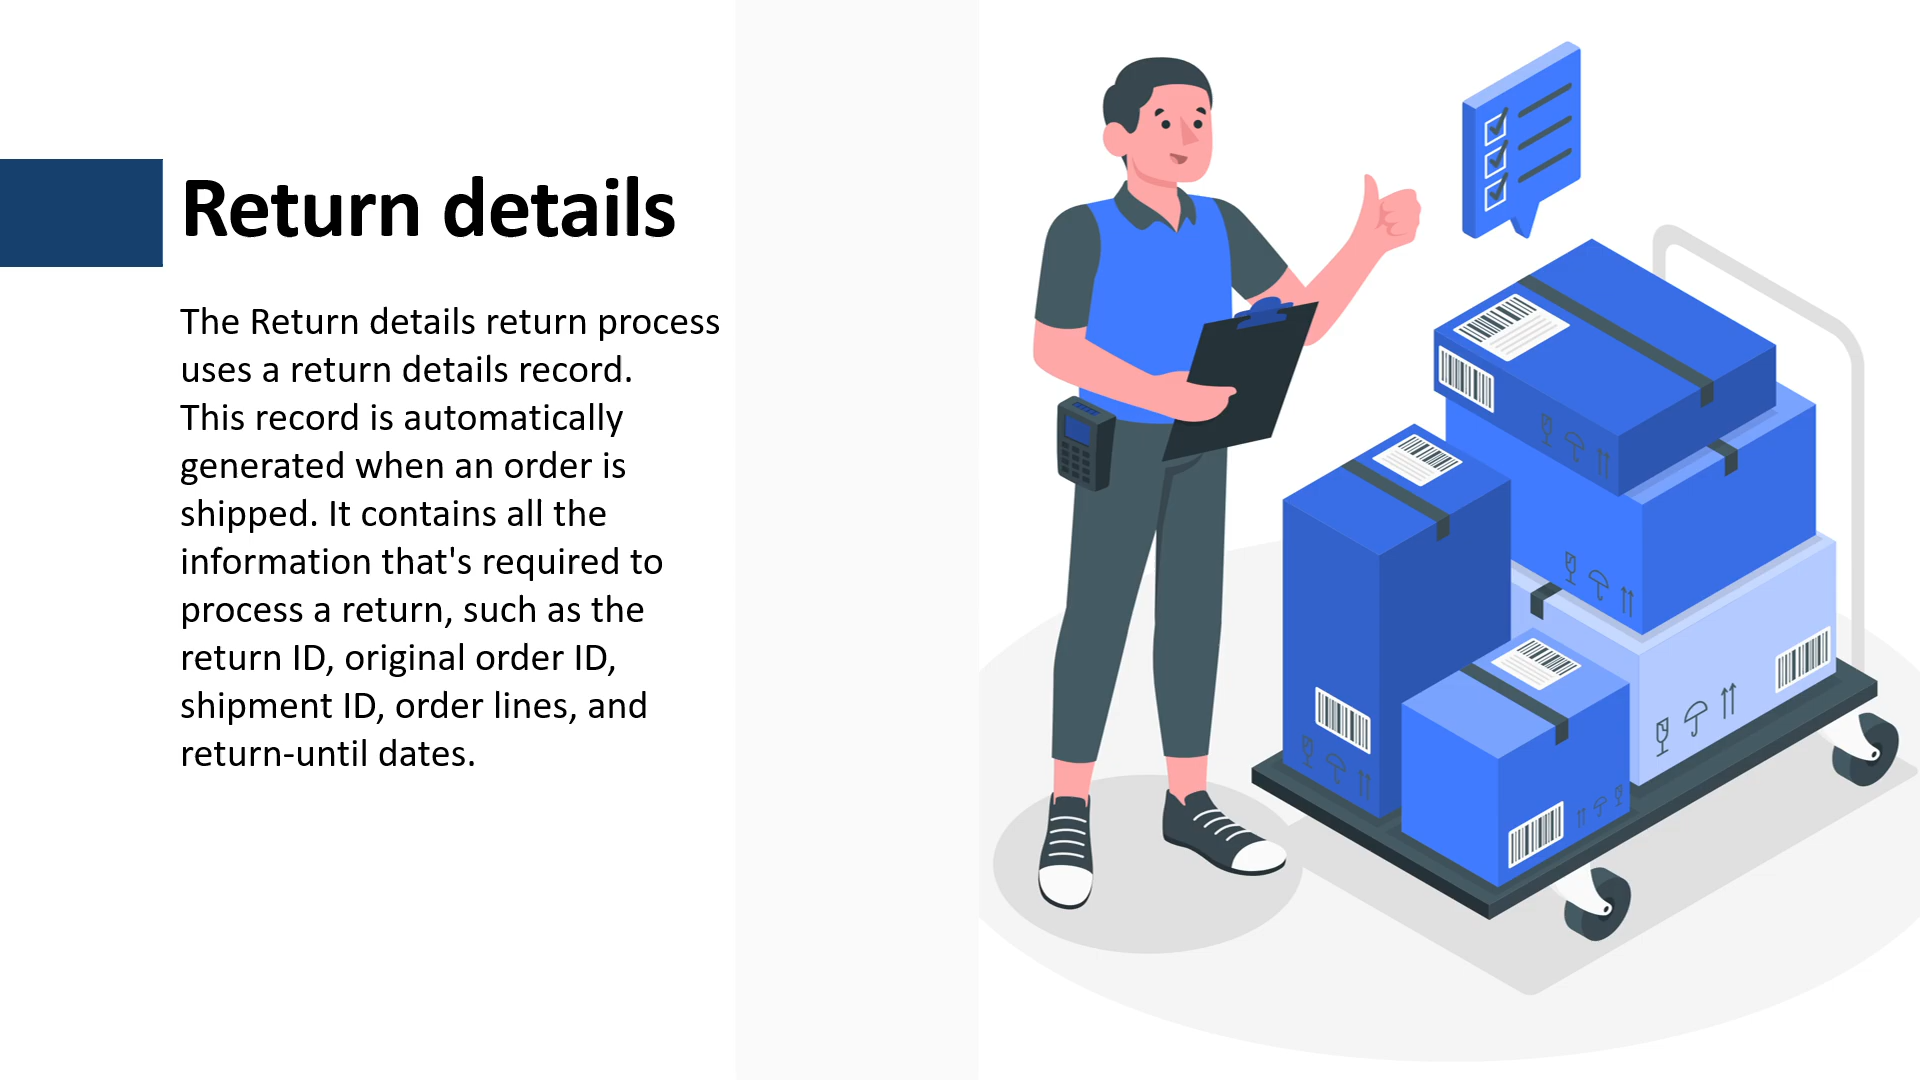 Return details
The Return details return process
uses a return details record.
This record is automatically
generated when an order is
shipped. It contains all the
information that's required to
process a return, such as the
return ID, original order ID,
shipment ID, order lines, and
return-until dates.